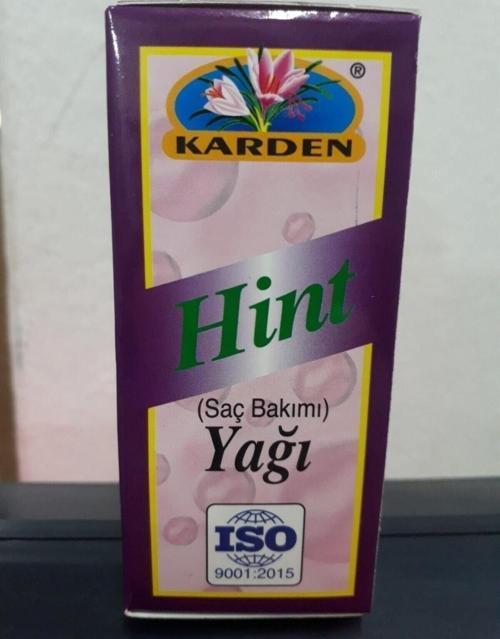 ®
KARDEN
Hint
(Saç Bakımı)
Yağı
ISO
9001:2015